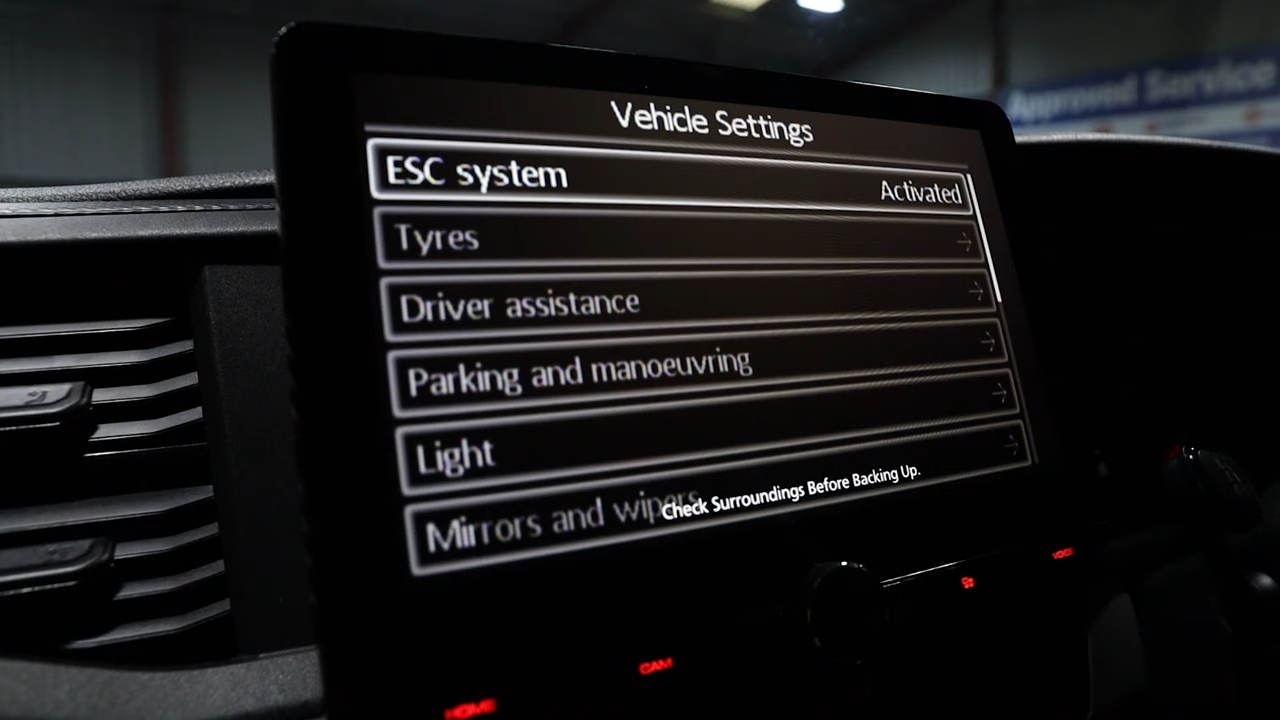 Approved Service
Vehicle Settings
ESC system
Activated
Tyres
Driver assistance
Parking and manoeuvring
Light
Mirrors and wipers
Check Surroundings Before Backing Up.
VOICE
CAM
HOME